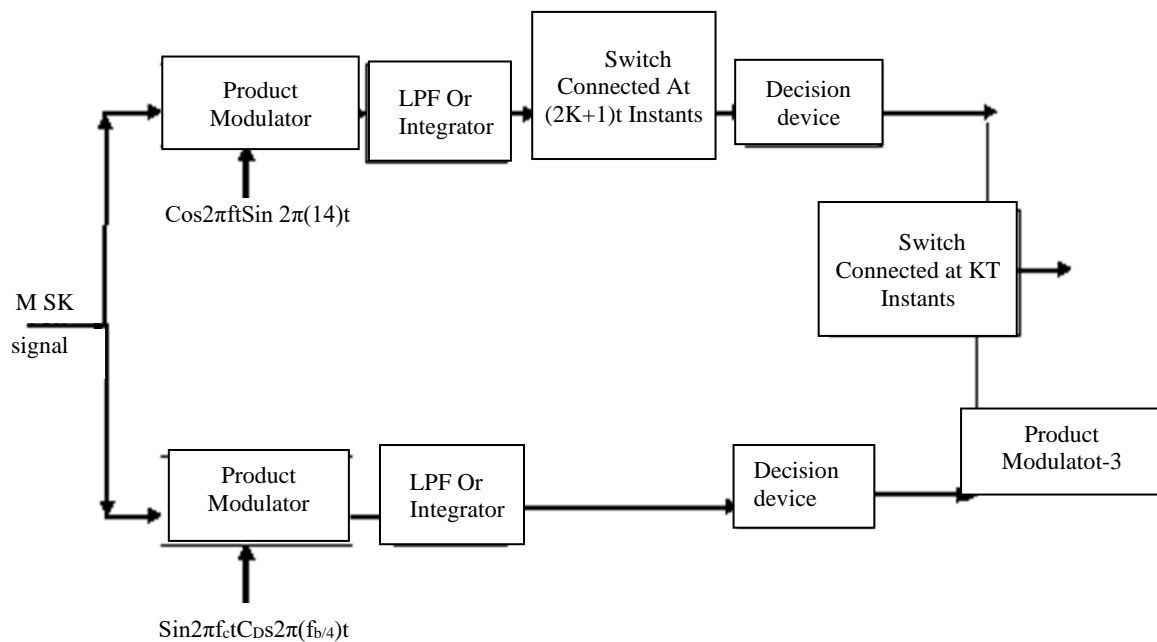 Product
Modulator
LPF Or
Integrator
Switch
Connected At
(2K+1)t Instants
Decision
device
Cos2πftSin 2π(14)t
Switch
Connected at KT
Instants
M SK
signal
Product
Modulator
LPF Or
Integrator
Decision
device
Product
Modulatot-3
Sin2πfctCDs2π(fb/4)t